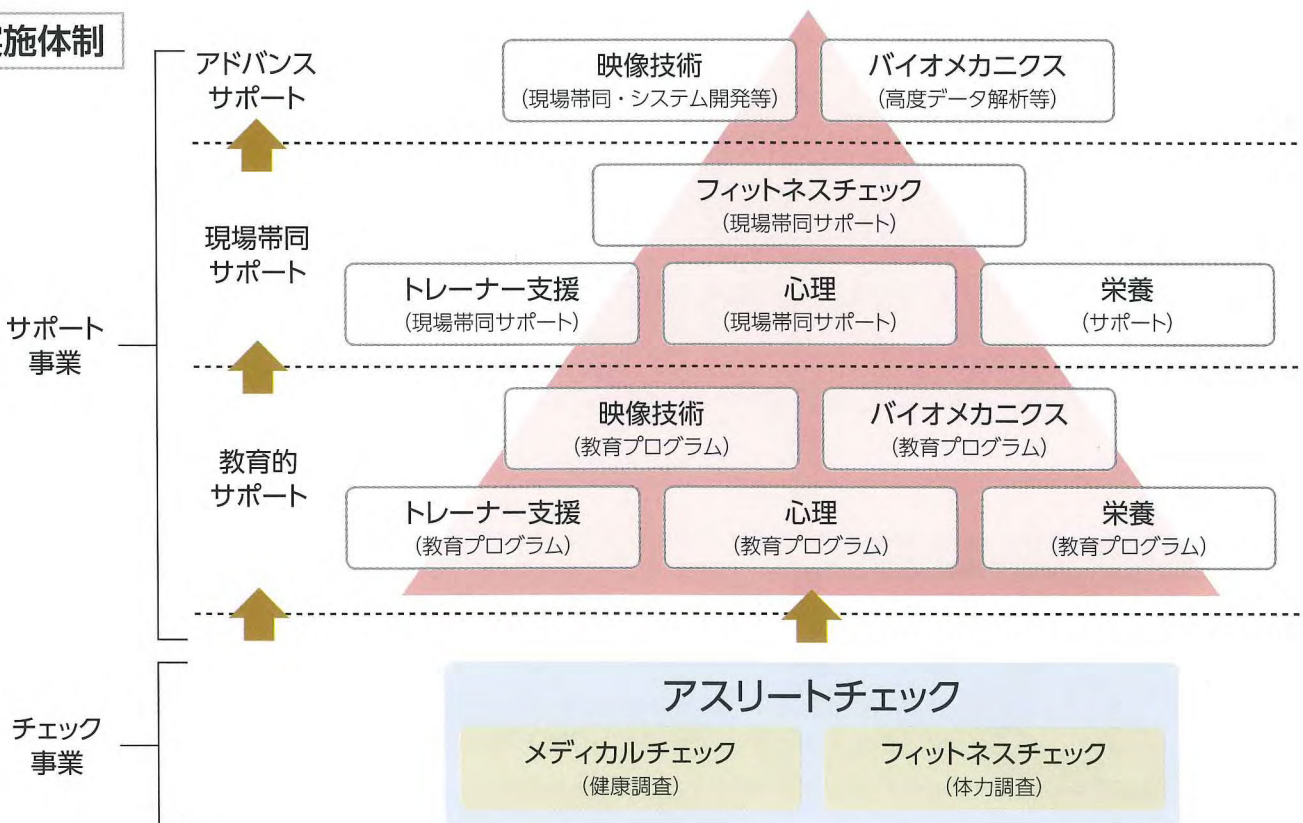 施体制
アドバンス
サポート
映像技術
(現場帯同・システム開発等)
バイオメカニクス
(高度データ解析等)
現場帯同
サポート
フィットネスチェック
(現場帯同サポート)
トレーナー支援
(現場帯同サポート)
心理
(現場帯同サポート)
栄養
(サポート)
サポート
事業
教育的
サポート
映像技術
(教育プログラム)
バイオメカニクス
(教育プログラム)
トレーナー支援
(教育プログラム)
心理
(教育プログラム)
栄養
(教育プログラム)
チェック
事業
アスリートチェック
メディカルチェック
(健康調査)
フィットネスチェック
(体力調査)